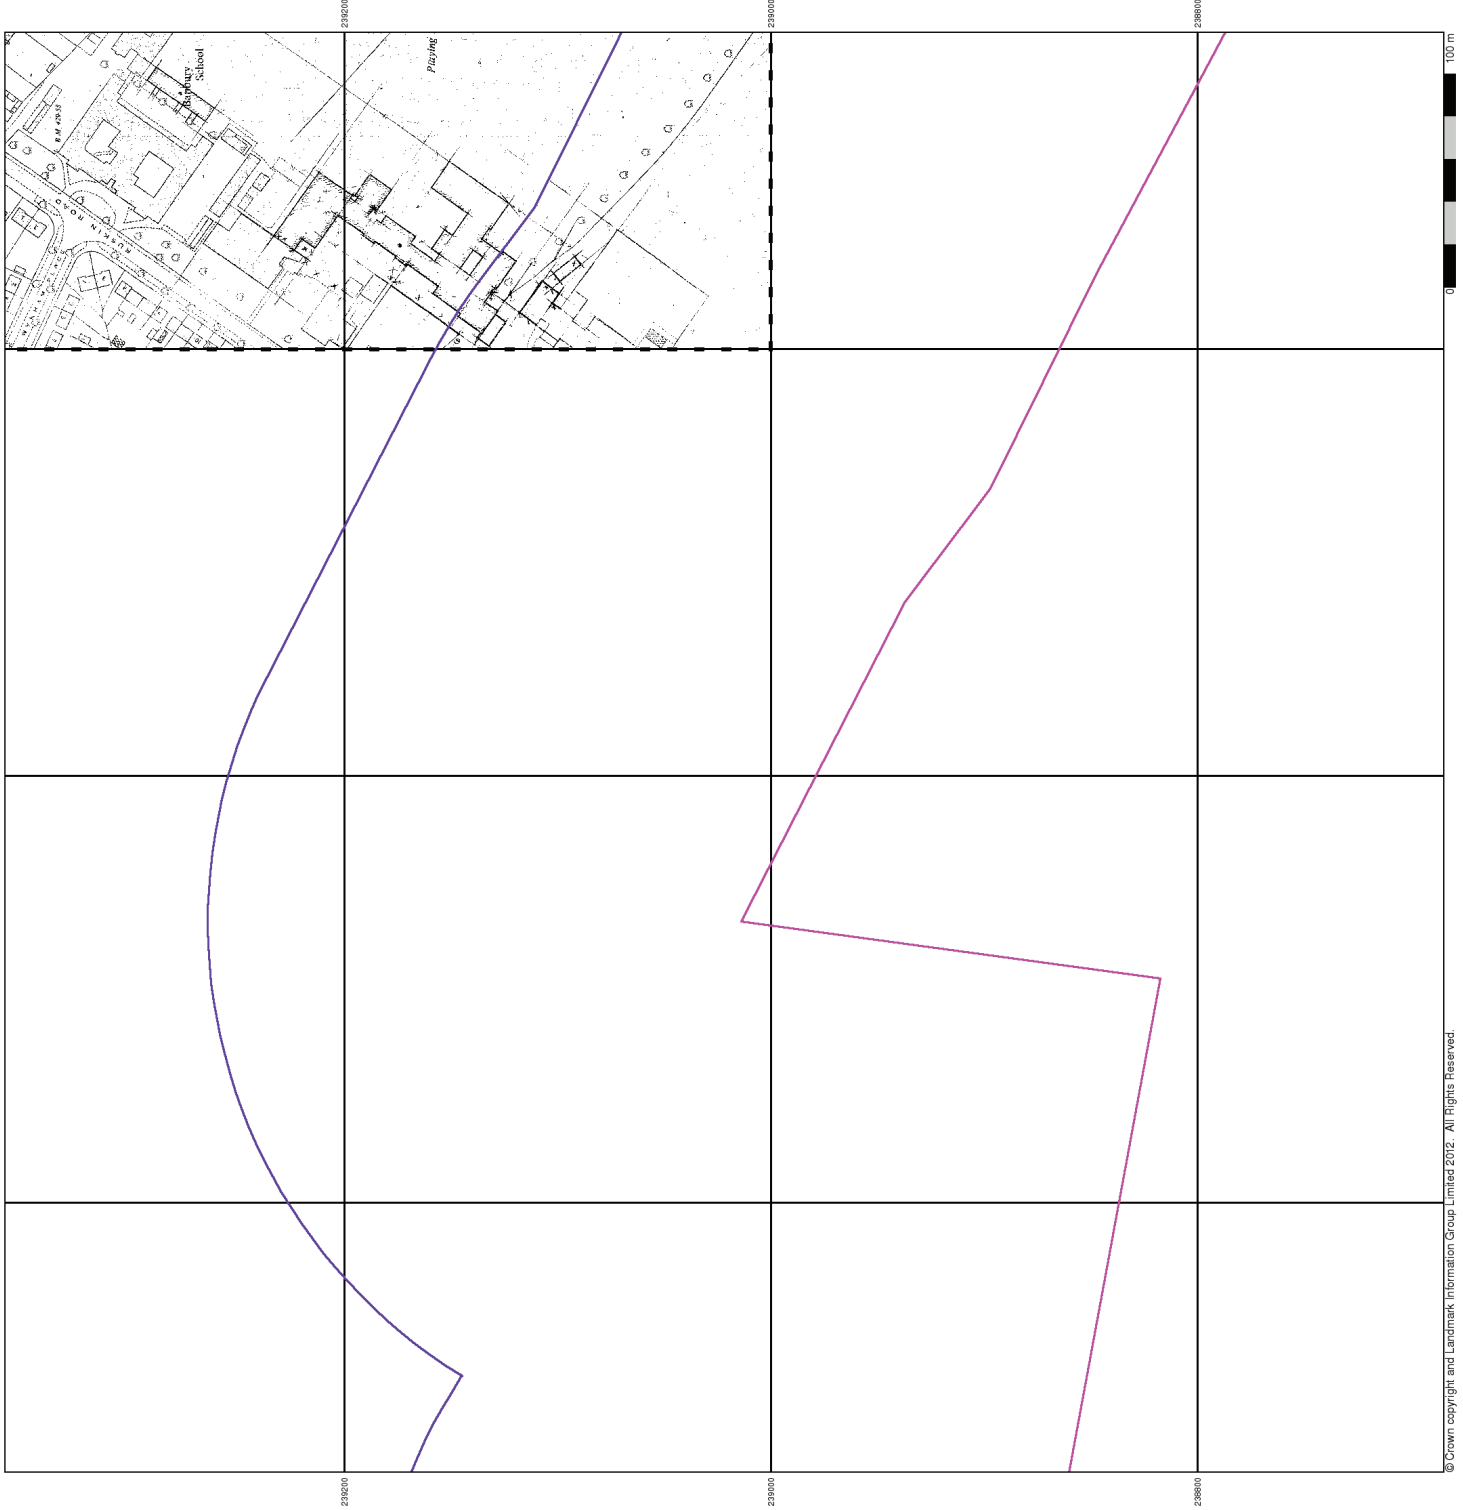 239200
239000
238800
Banbury
School
Playing
B.M. 429·55
RUSKIN ROAD
100 m
0
239200
239000
238800
© Crown copyright and Landmark Information Group Limited 2012. All Rights Reserved.